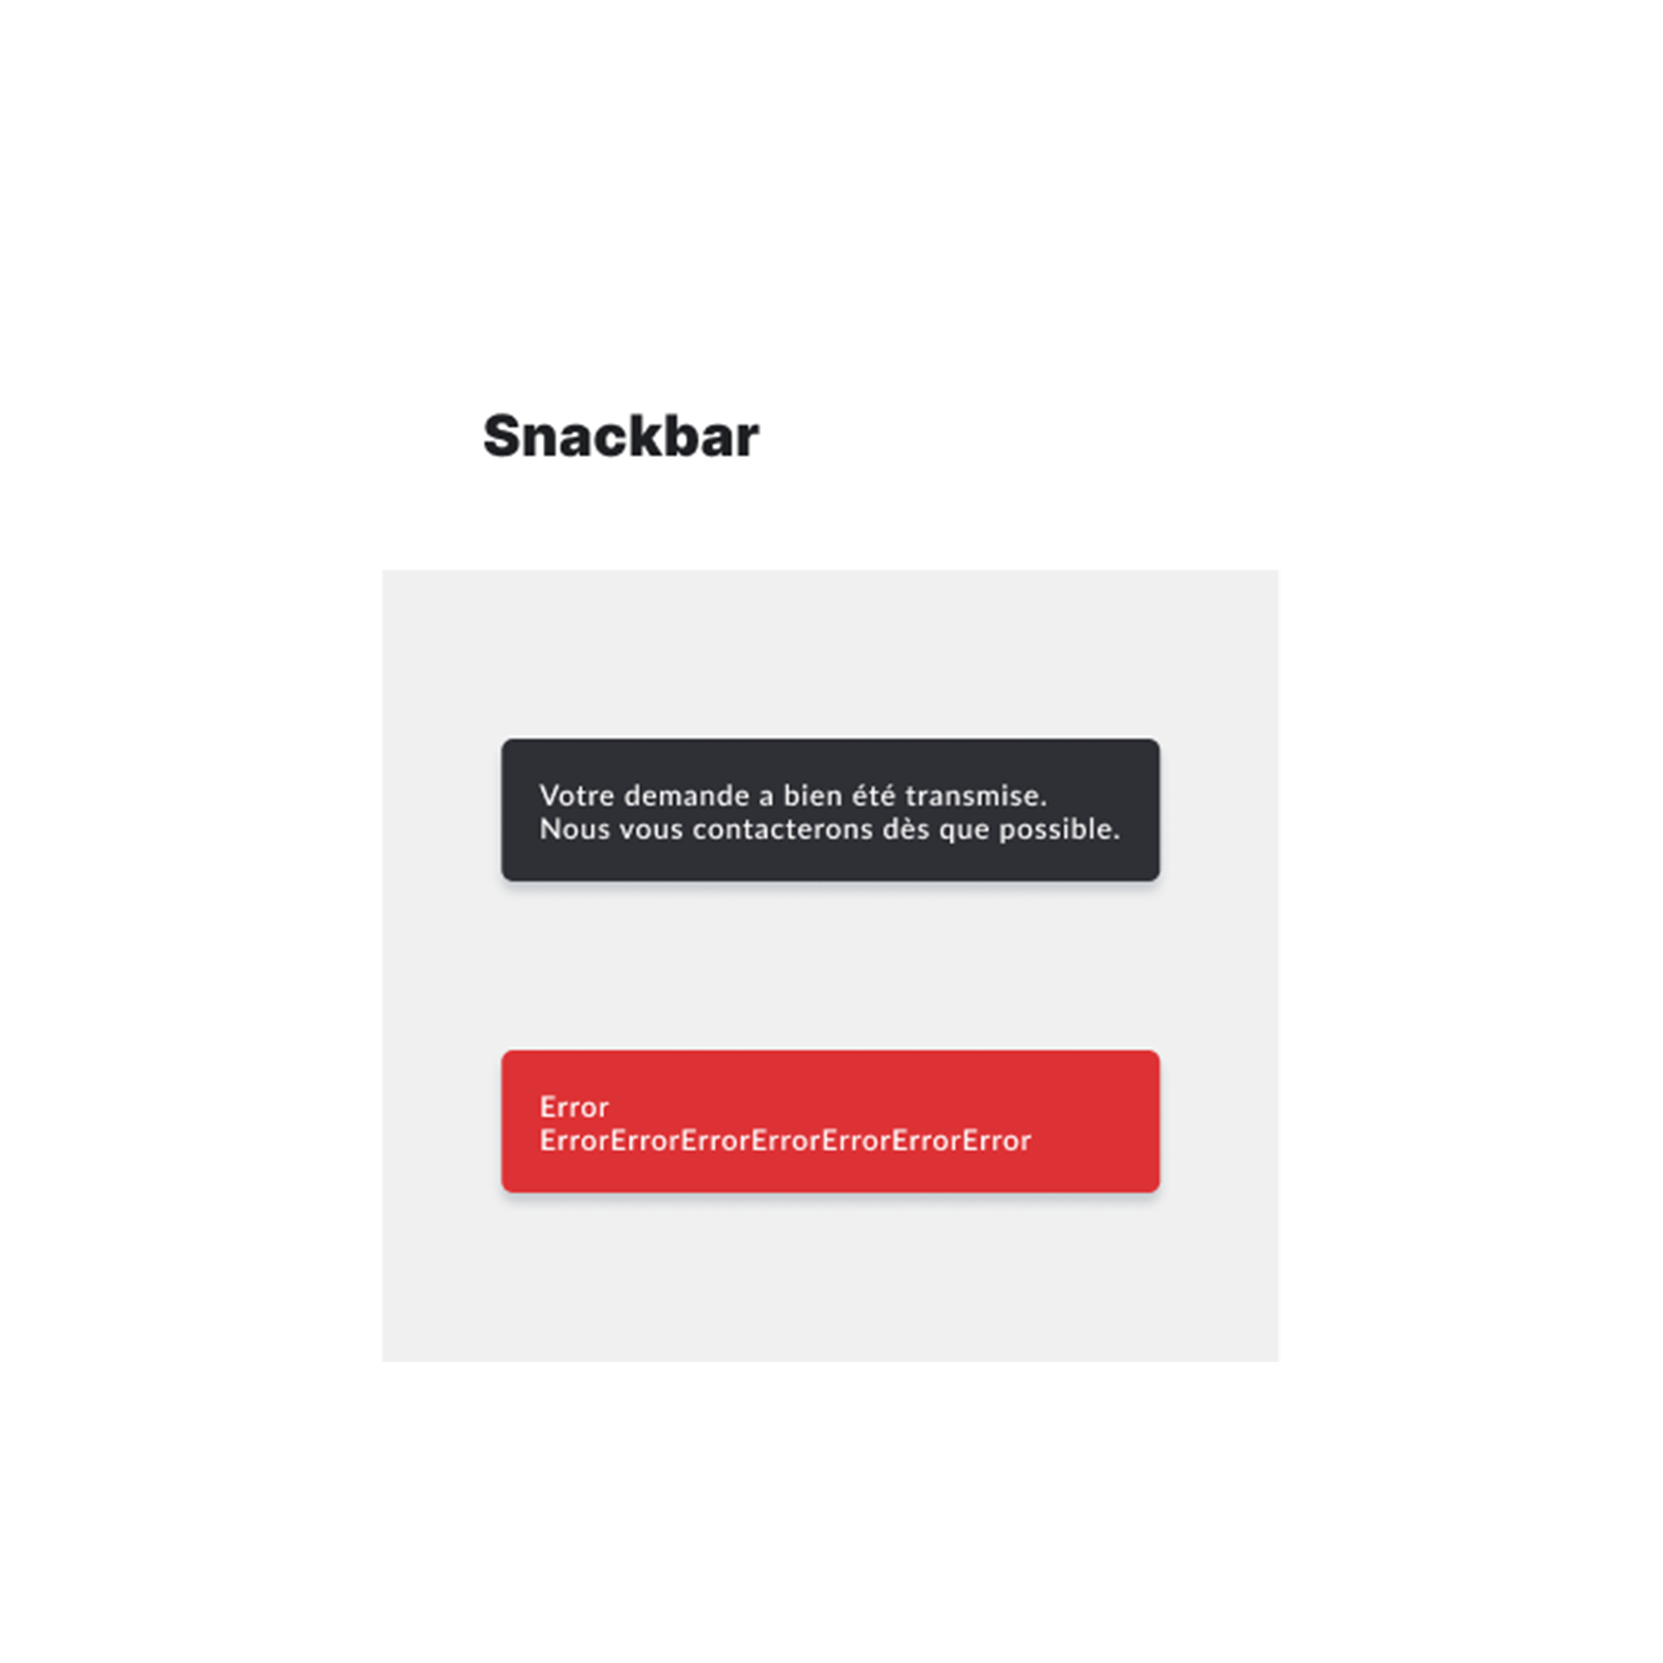 Snackbar
Votre demande a bien été transmise.
Nous vous contacterons dès que possible.
Error
ErrorErrorErrorErrorErrorErrorError